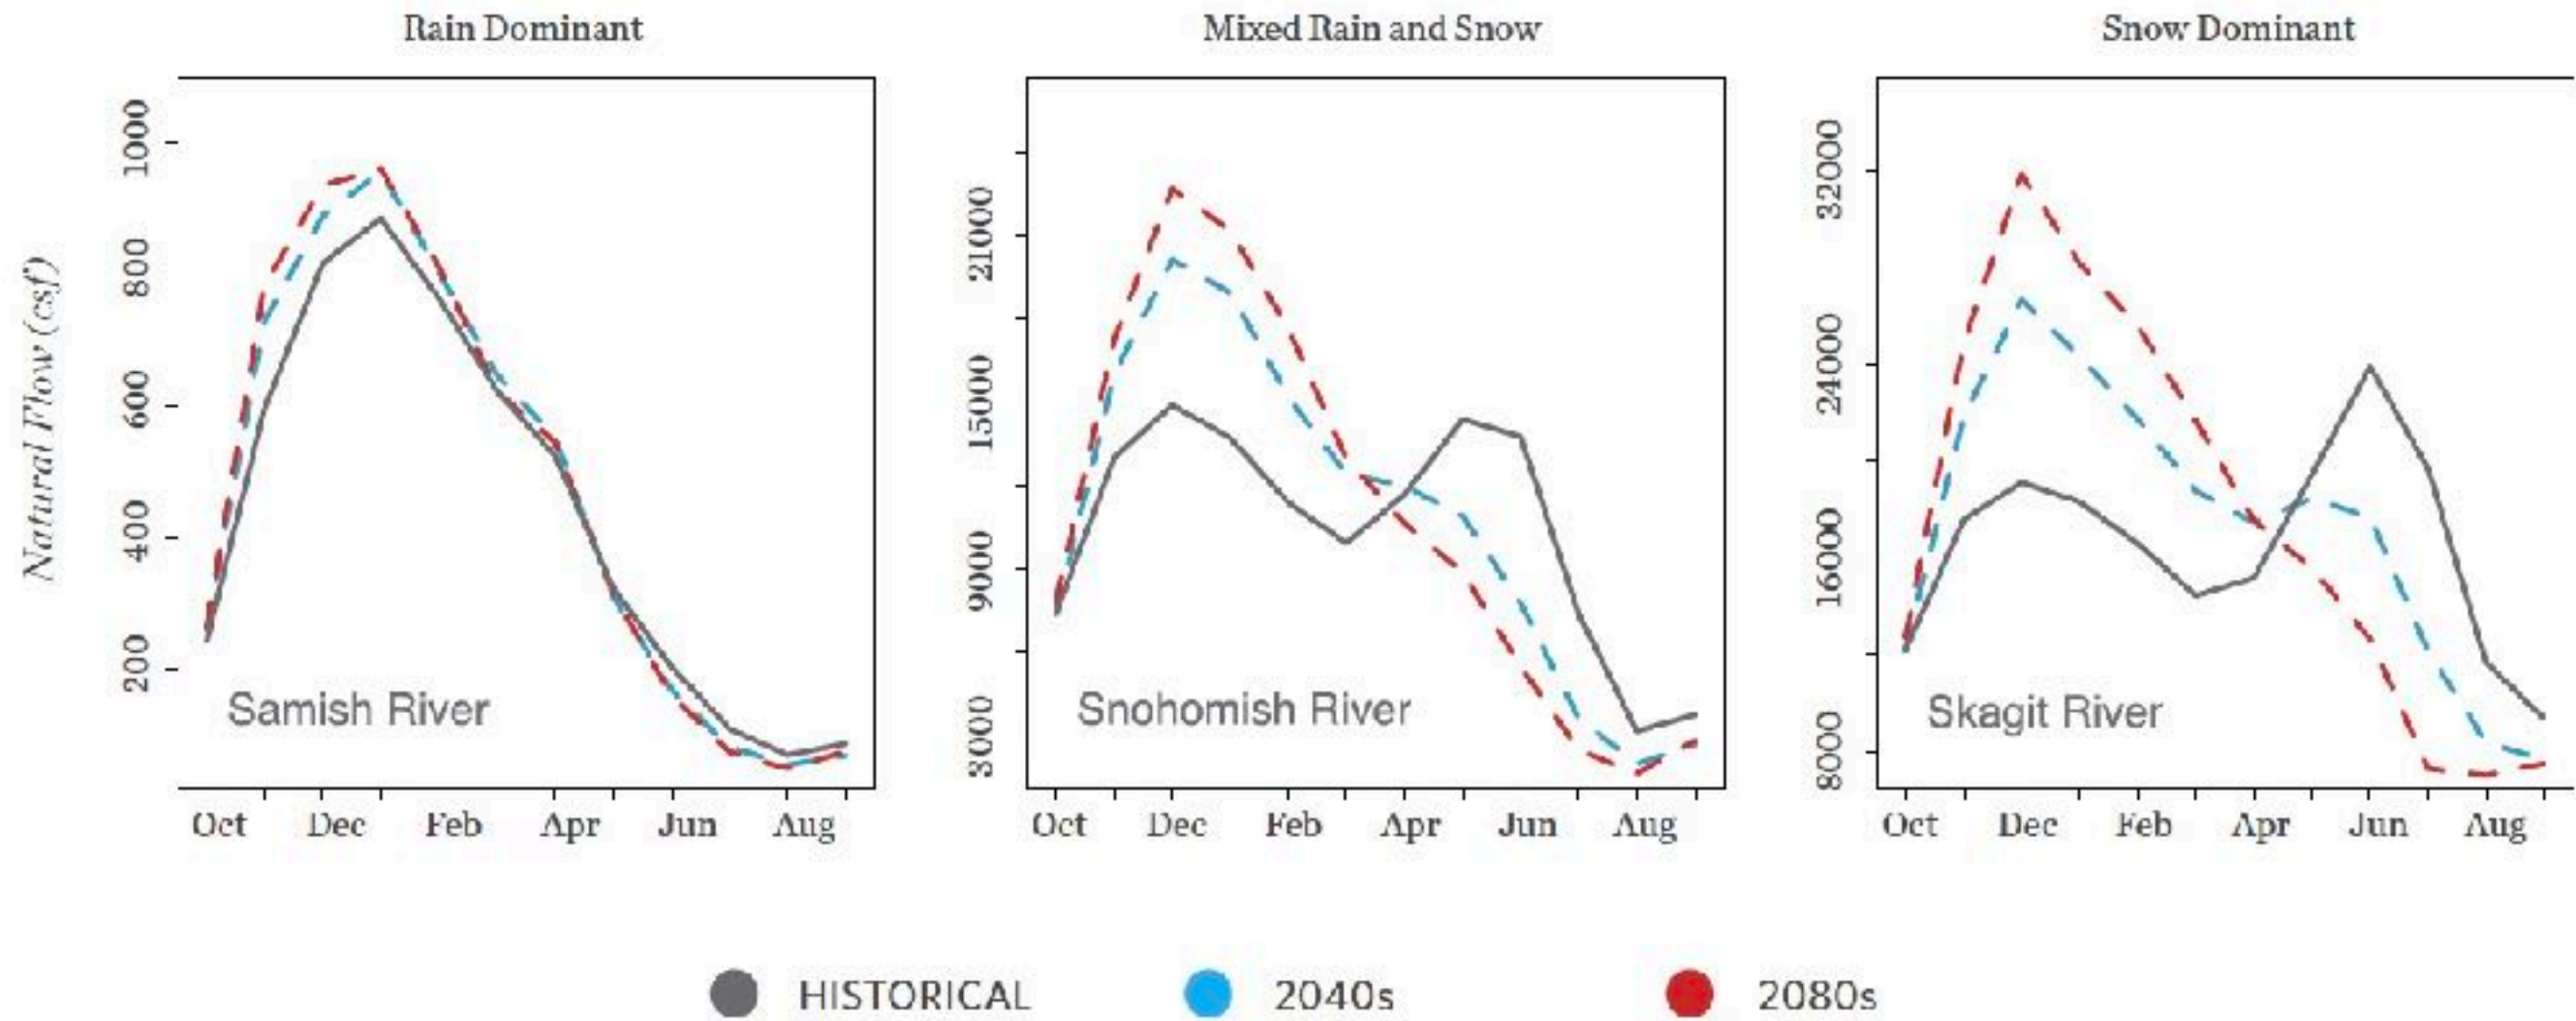 Rain Dominant
Mixed Rain and Snow
Snow Dominant
Natural Flow (csf)
1000
800
600
400
200
Samish River
Oct Dec Feb Apr Jun Aug
21000
15000
9000
3000
Snohomish River
Oct Dec Feb Apr Jun Aug
32000
24000
16000
8000
Skagit River
Oct Dec Feb Apr Jun Aug
HISTORICAL
2040s
2080s